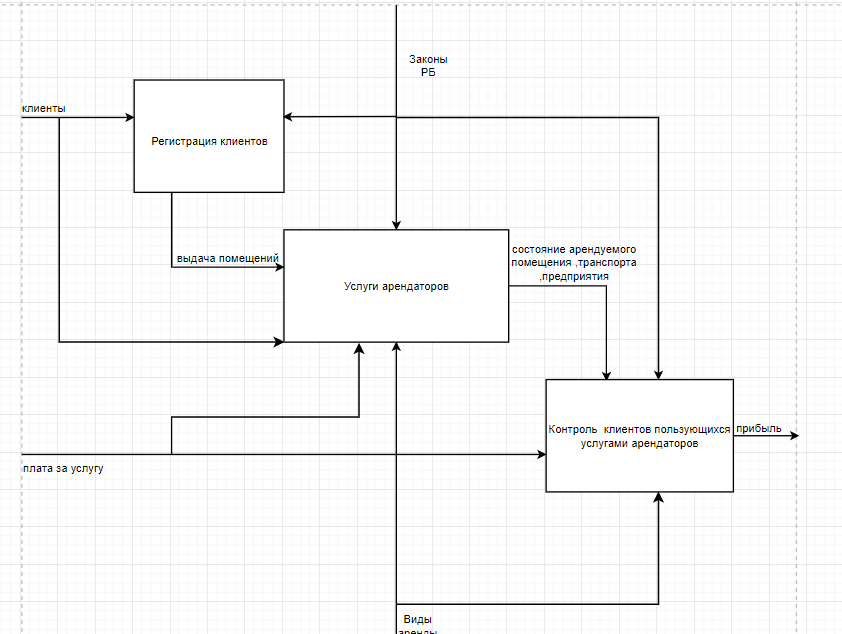 Законы
РБ
клиенты
Регистрация клиентов
выдача помещений
состояние арендуемого
помещения ,транспорта
,предприятия
Услуги арендаторов
Контроль клиентов пользующихся
услугами арендаторов
прибыль
плата за услугу
Виды
аренды